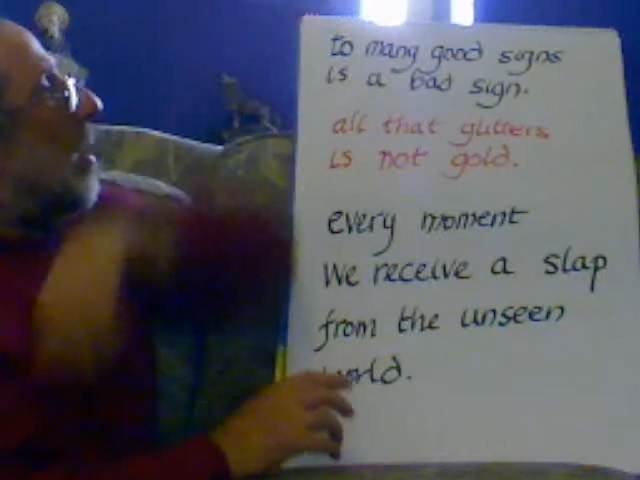 to many good signs
is a bad sign.
all that glitters
is not gold.
every moment
We receive a slap
from the unseen
world.